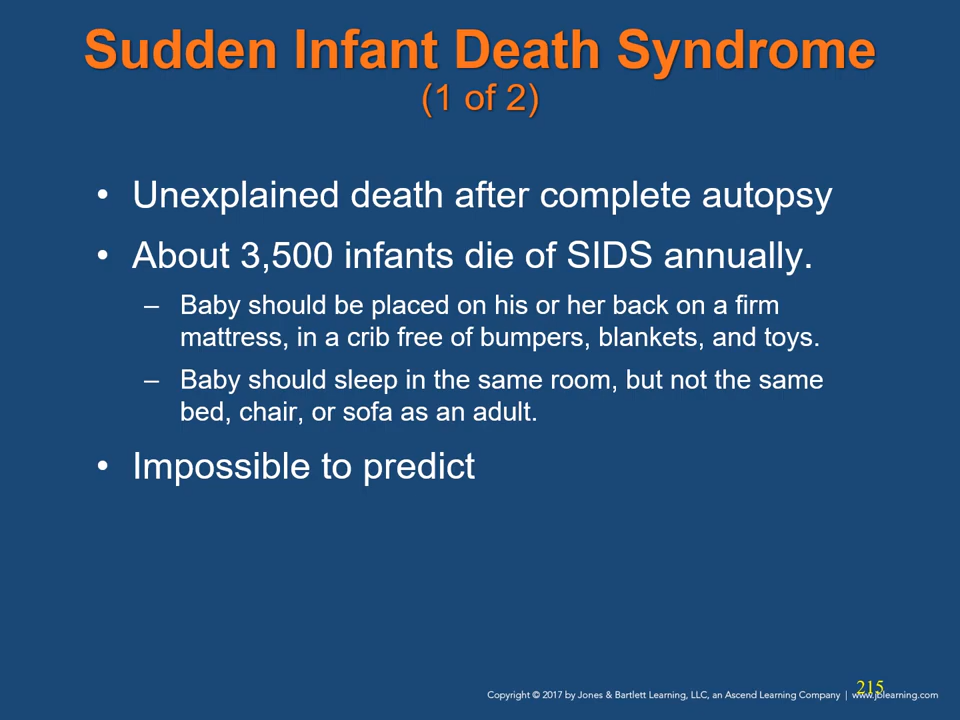 Sudden Infant Death Syndrome
(1 of 2)
• Unexplained death after complete autopsy
• About 3,500 infants die of SIDS annually.
– Baby should be placed on his or her back on a firm
mattress, in a crib free of bumpers, blankets, and toys.
– Baby should sleep in the same room, but not the same
bed, chair, or sofa as an adult.
• Impossible to predict
215
Copyright © 2017 by Jones & Bartlett Learning, LLC, an Ascend Learning Company | www.jblearning.com